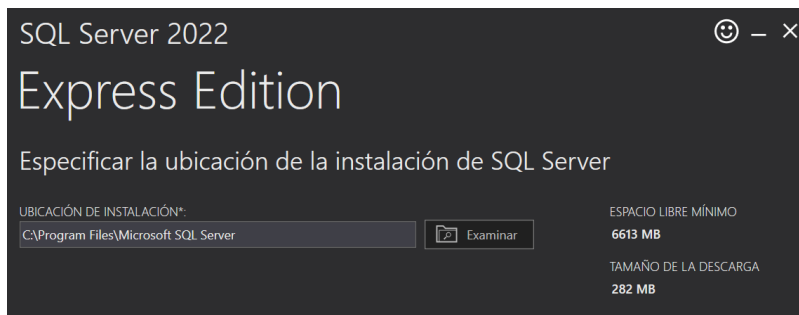 SQL Server 2022
Express Edition
Especificar la ubicación de la instalación de SQL Server
UBICACIÓN DE INSTALACIÓN*:
C:\Program Files\Microsoft SQL Server
Examinar
ESPACIO LIBRE MÍNIMO
6613 MB
TAMAÑO DE LA DESCARGA
282 MB